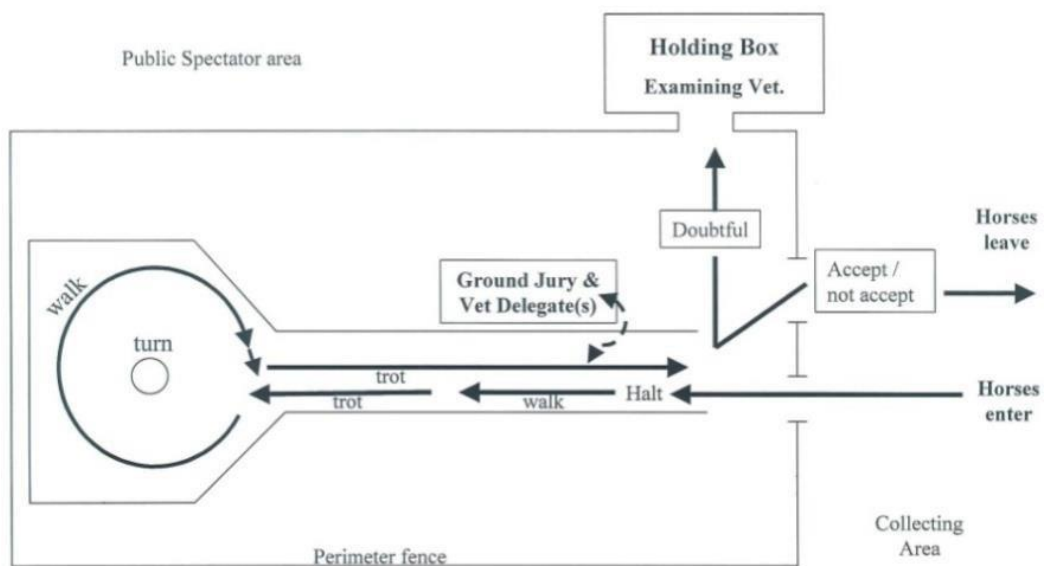 Public Spectator area
Holding Box
Examining Vet.
Doubtful
Horses
leave
Accept /
not accept
Ground Jury &
Vet Delegate(s)
walk
turn
trot
trot
walk
Halt
Horses
enter
Collecting
Area
Perimeter fence